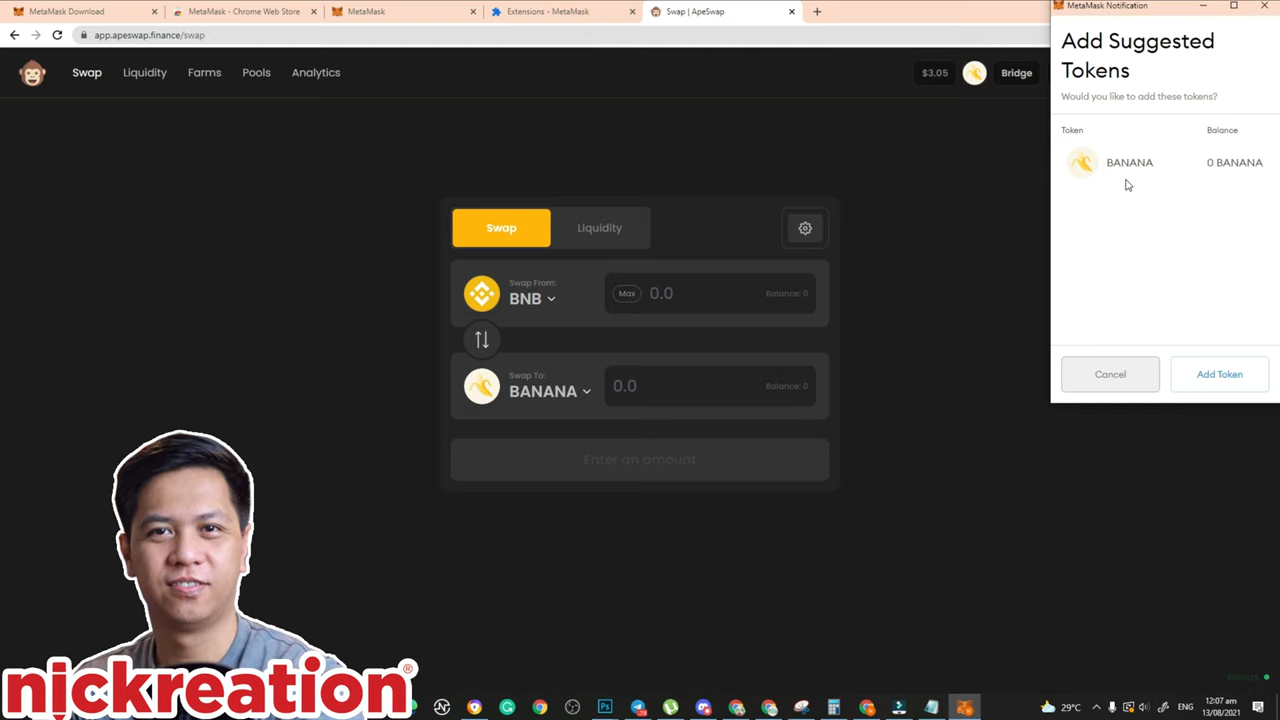 MetaMask Download
MetaMask - Chrome Web Store
MetaMask
Extensions - MetaMask
Swap | ApeSwap
MetaMask Notification
app.apeswap.finance/swap
Swap
Liquidity
Farms
Pools
Analytics
$3.05
Bridge
Add Suggested
Tokens
Would you like to add these tokens?
Token
Balance
BANANA
0 BANANA
Cancel
Add Token
Swap
Liquidity
Swap From:
BNB
Max
0.0
Balance: 0
Swap To:
BANANA
0.0
Balance: 0
Enter an amount
nickreation®
29°C
ENG
12:07 am
13/08/2021